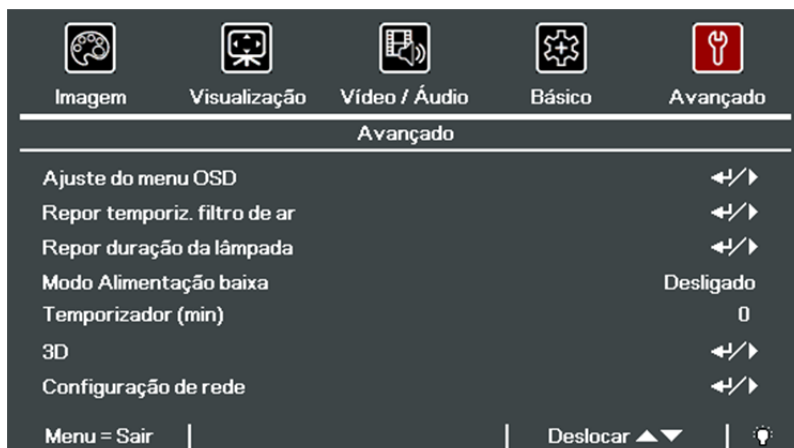 Imagem Visualização Vídeo / Áudio Básico Avançado
Avançado
Ajuste do menu OSD
Repor temporiz. filtro de ar
Repor duração da lâmpada
Modo Alimentação baixa Desligado
Temporizador (min) 0
3D
Configuração de rede
Menu = Sair Deslocar